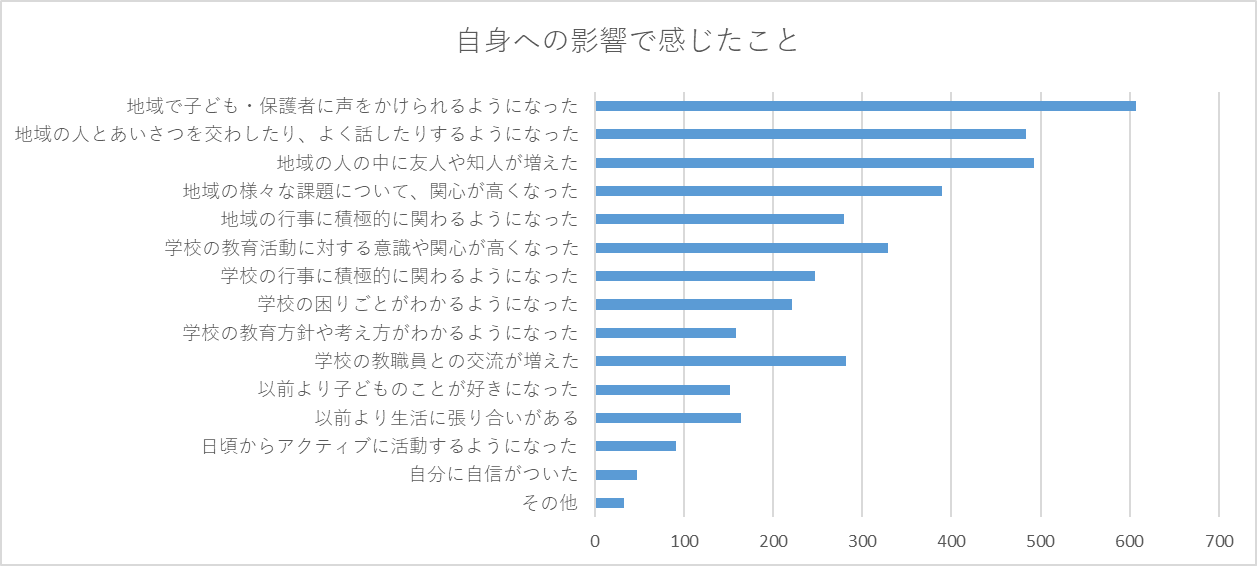 自身への影響で感じたこと
地域で子ども・保護者に声をかけられるようになった
地域の人とあいさつを交わしたり、よく話したりするようになった
地域の人の中に友人や知人が増えた
地域の様々な課題について、関心が高くなった
地域の行事に積極的に関わるようになった
学校の教育活動に対する意識や関心が高くなった
学校の行事に積極的に関わるようになった
学校の困りごとがわかるようになった
学校の教育方針や考え方がわかるようになった
学校の教職員との交流が増えた
以前より子どものことが好きになった
以前より生活に張り合いがある
日頃からアクティブに活動するようになった
自分に自信がついた
その他
0 100 200 300 400 500 600 700